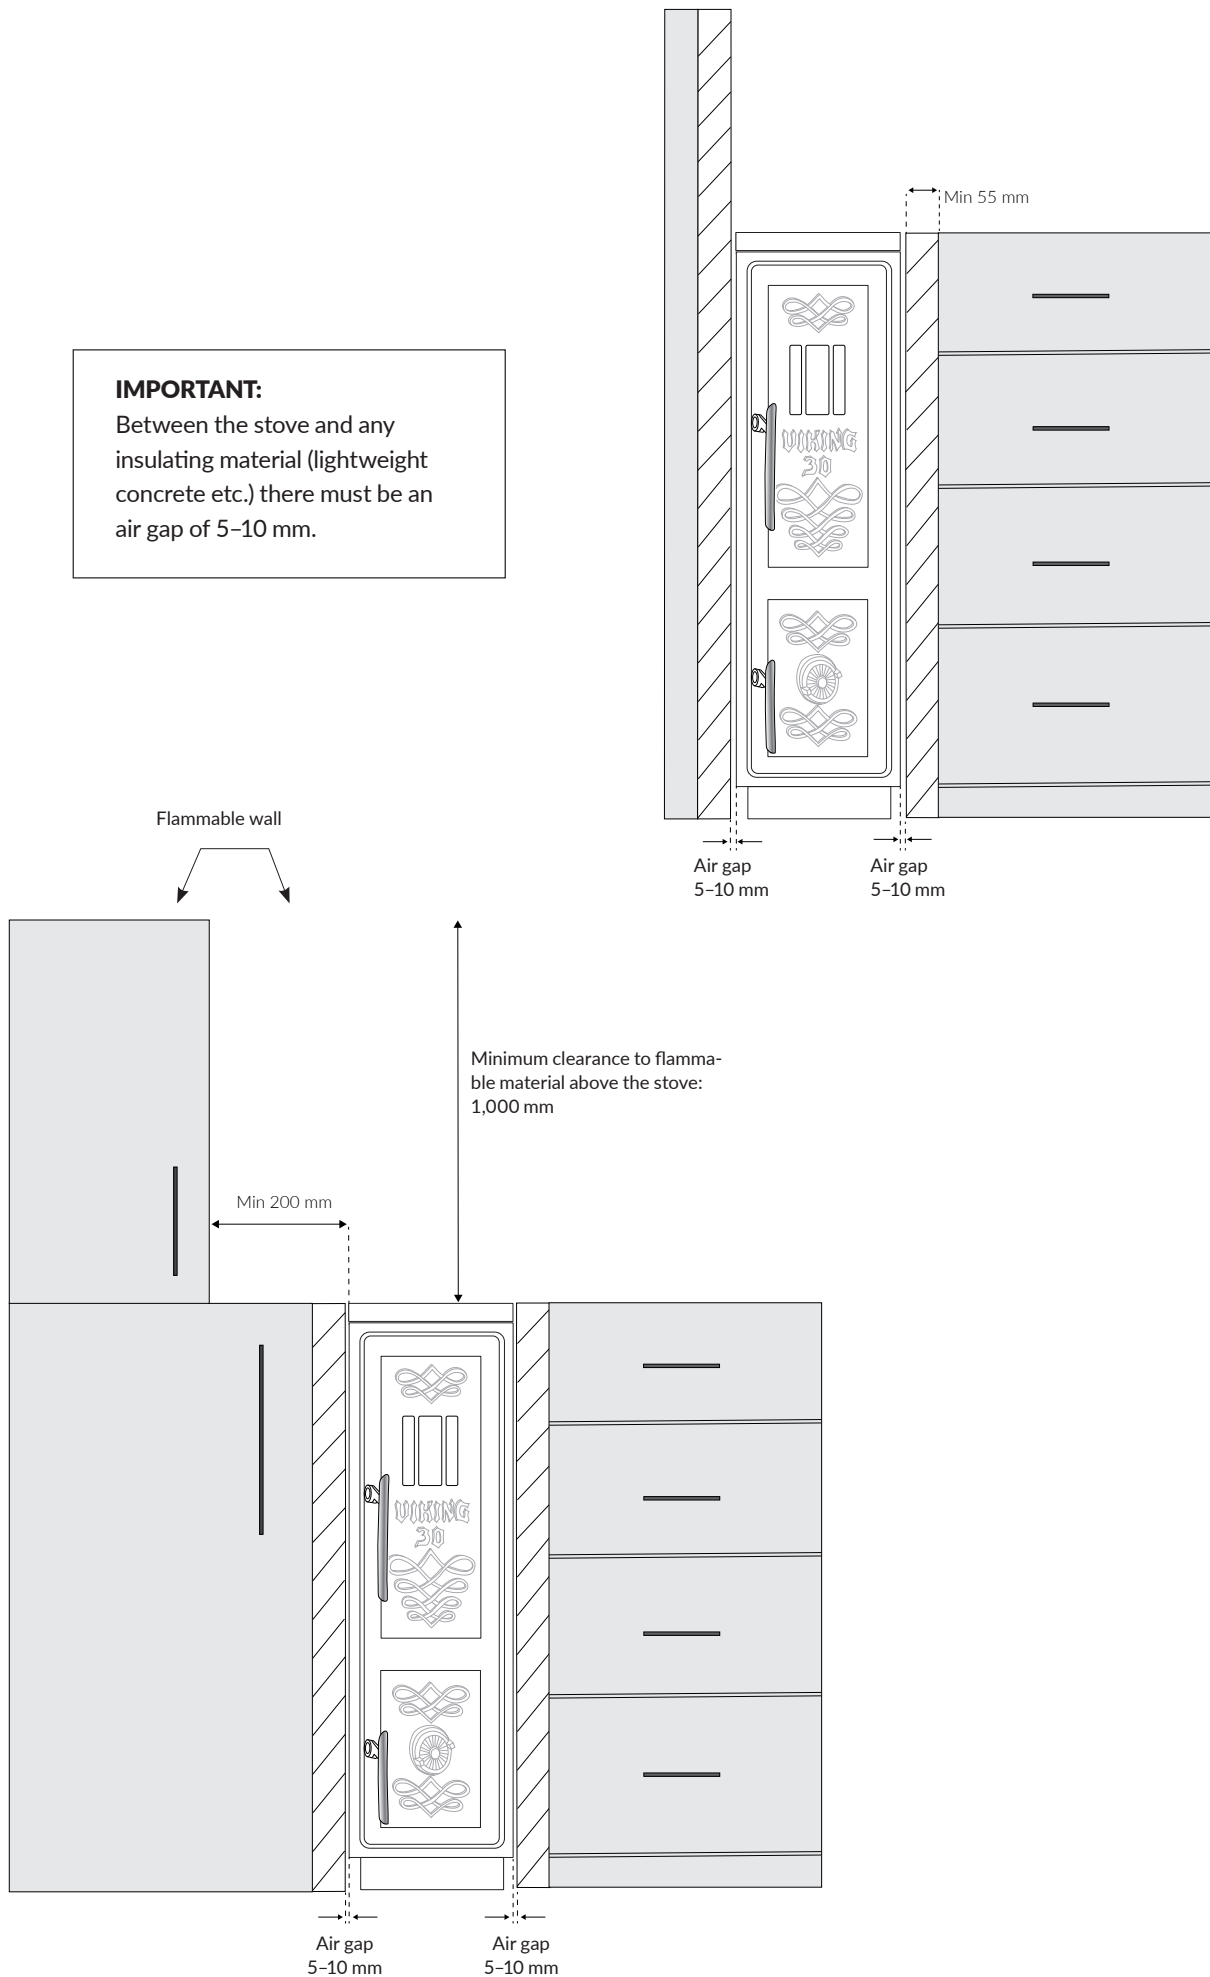 Min 55 mm
IMPORTANT:
Between the stove and any
insulating material (lightweight
concrete etc.) there must be an
air gap of 5–10 mm.
VIKING
30
Air gap
5–10 mm
Air gap
5–10 mm
Flammable wall
Minimum clearance to flamma-
ble material above the stove:
1,000 mm
Min 200 mm
VIKING
30
Air gap
5–10 mm
Air gap
5–10 mm